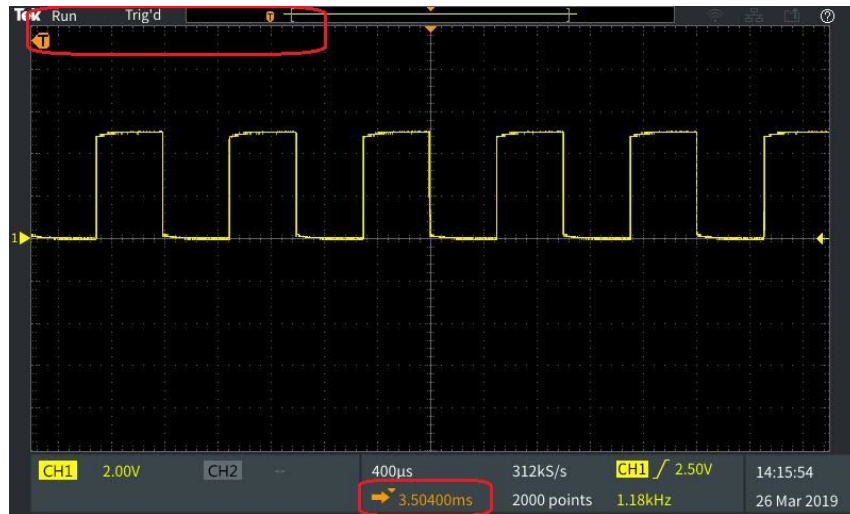 Tek Run Trig'd T
T
1
CH1 2.00V CH2 -- 400µs 312kS/s CH1 2.50V 14:15:54
3.50400ms 2000 points 1.18kHz 26 Mar 2019